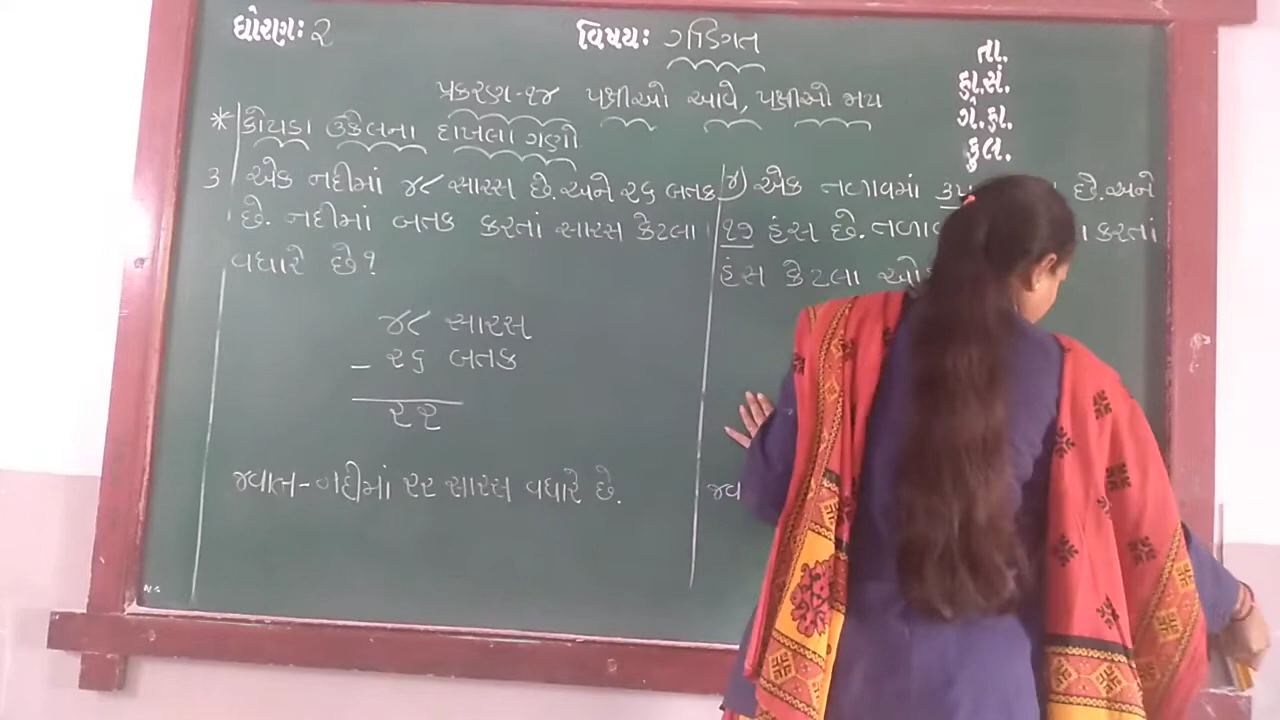 ધોરણઃ ૨
વિષયઃ ગણિત
તા.
હા.સં.
ગે.હા.
કુલ.
પ્રકરણ-૧૪ પક્ષીઓ આવે, પક્ષીઓ જાય
* કોયડા ઉકેલના દાખલા ગણો
૩ એક નદીમાં ૪૮ સારસ છે.અને ૨૬ બતક
છે. નદીમાં બતક કરતાં સારસ કેટલા
વધારે છે?
૪૮ સારસ
- ૨૬ બતક
૨૨
જવાબ-નદીમાં ૨૨ સારસ વધારે છે.
૪) એક તળાવમાં ૩૫ છે.અને
૧૭ હંસ છે. કરતાં
હંસ કેટલા